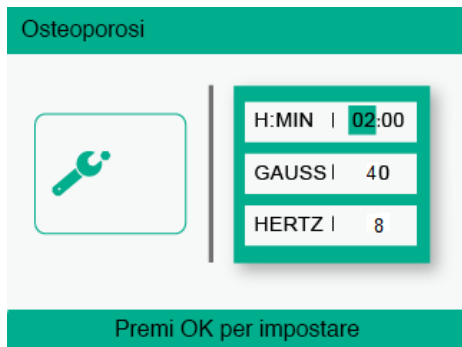 Osteoporosi
H:MIN | 02:00
GAUSS | 40
HERTZ | 8
Premi OK per impostare